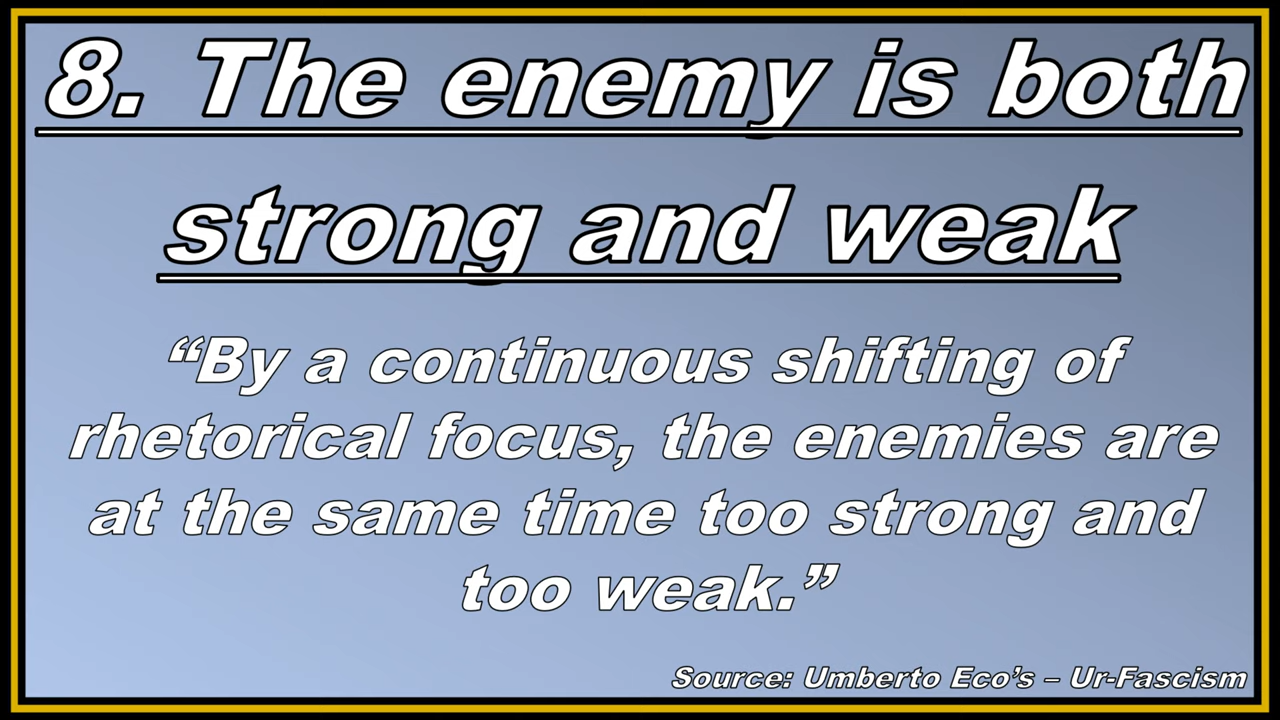 8. The enemy is both
strong and weak
“By a continuous shifting of
rhetorical focus, the enemies are
at the same time too strong and
too weak.”
Source: Umberto Eco’s – Ur-Fascism